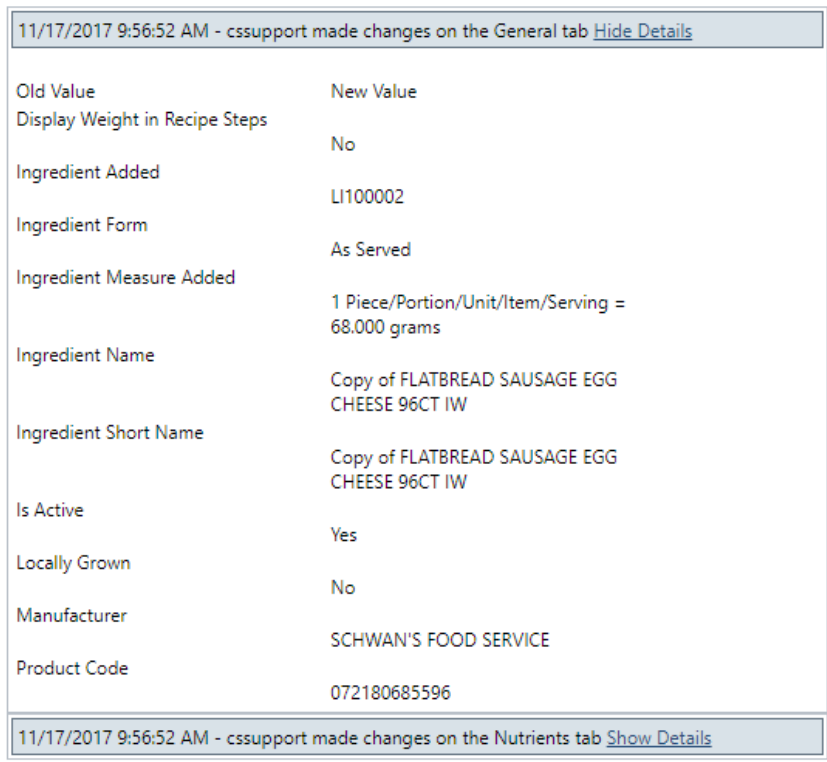 11/17/2017 9:56:52 AM - cssupport made changes on the General tab Hide Details
Old Value New Value
Display Weight in Recipe Steps
No
Ingredient Added
LI100002
Ingredient Form
As Served
Ingredient Measure Added
1 Piece/Portion/Unit/Item/Serving =
68.000 grams
Ingredient Name
Copy of FLATBREAD SAUSAGE EGG
CHEESE 96CT IW
Ingredient Short Name
Copy of FLATBREAD SAUSAGE EGG
CHEESE 96CT IW
Is Active
Yes
Locally Grown
No
Manufacturer
SCHWAN'S FOOD SERVICE
Product Code
072180685596
11/17/2017 9:56:52 AM - cssupport made changes on the Nutrients tab Show Details